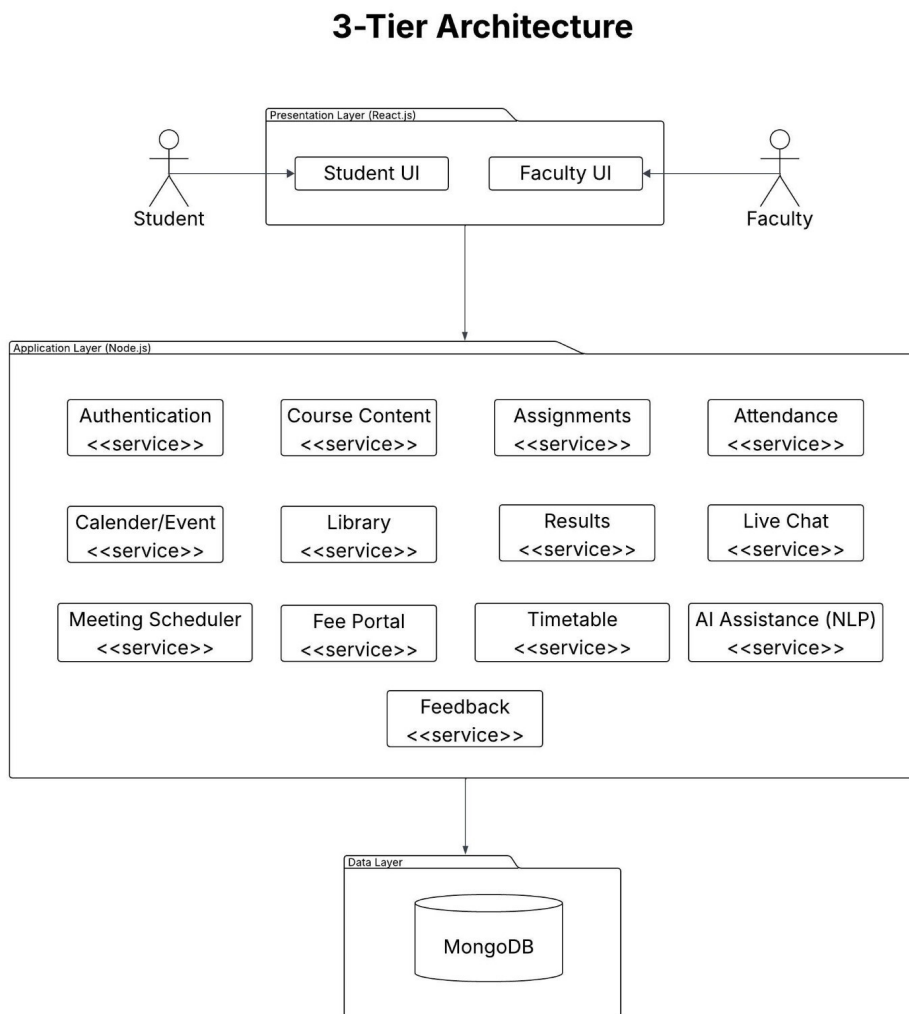 3-Tier Architecture
Presentation Layer (React.js)
Student UI
Faculty UI
Student
Faculty
Application Layer (Node.js)
Authentication
<<service>>
Course Content
<<service>>
Assignments
<<service>>
Attendance
<<service>>
Calender/Event
<<service>>
Library
<<service>>
Results
<<service>>
Live Chat
<<service>>
Meeting Scheduler
<<service>>
Fee Portal
<<service>>
Timetable
<<service>>
AI Assistance (NLP)
<<service>>
Feedback
<<service>>
Data Layer
MongoDB